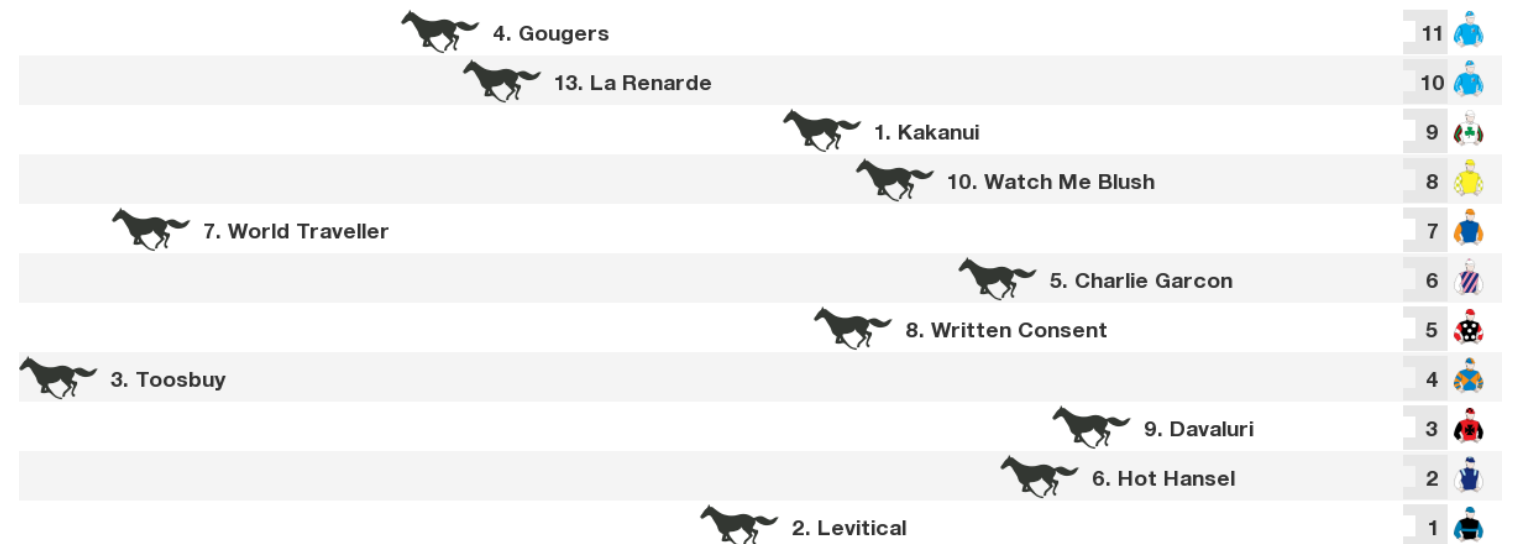 4. Gougers 11
13. La Renarde 10
1. Kakanui 9
10. Watch Me Blush 8
7. World Traveller 7
5. Charlie Garcon 6
8. Written Consent 5
3. Toosbuy 4
9. Davaluri 3
6. Hot Hansel 2
2. Levitical 1